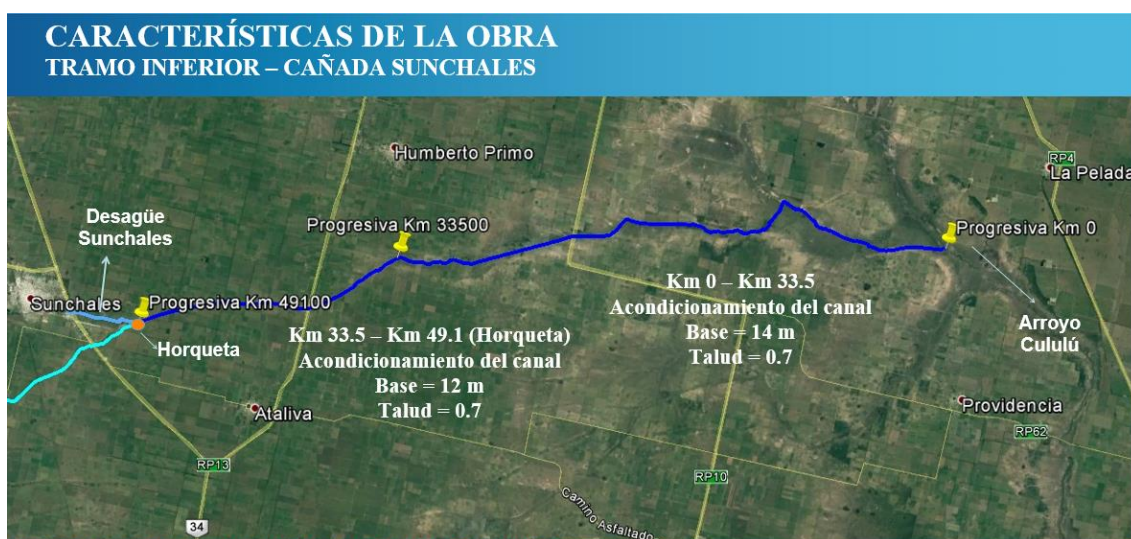 CARACTERÍSTICAS DE LA OBRA
TRAMO INFERIOR – CAÑADA SUNCHALES
Humberto Primo
RP4
La Pelada
Desagüe
Sunchales
Progresiva Km 33500
Progresiva Km 0
Sunchales
Progresiva Km 49100
Horqueta
Km 33.5 – Km 49.1 (Horqueta)
Acondicionamiento del canal
Base = 12 m
Talud = 0.7
Km 0 – Km 33.5
Acondicionamiento del canal
Base = 14 m
Talud = 0.7
Arroyo
Cululú
Ataliva
Providencia
RP62
RP13
RP10
Camino Asfaltado
34